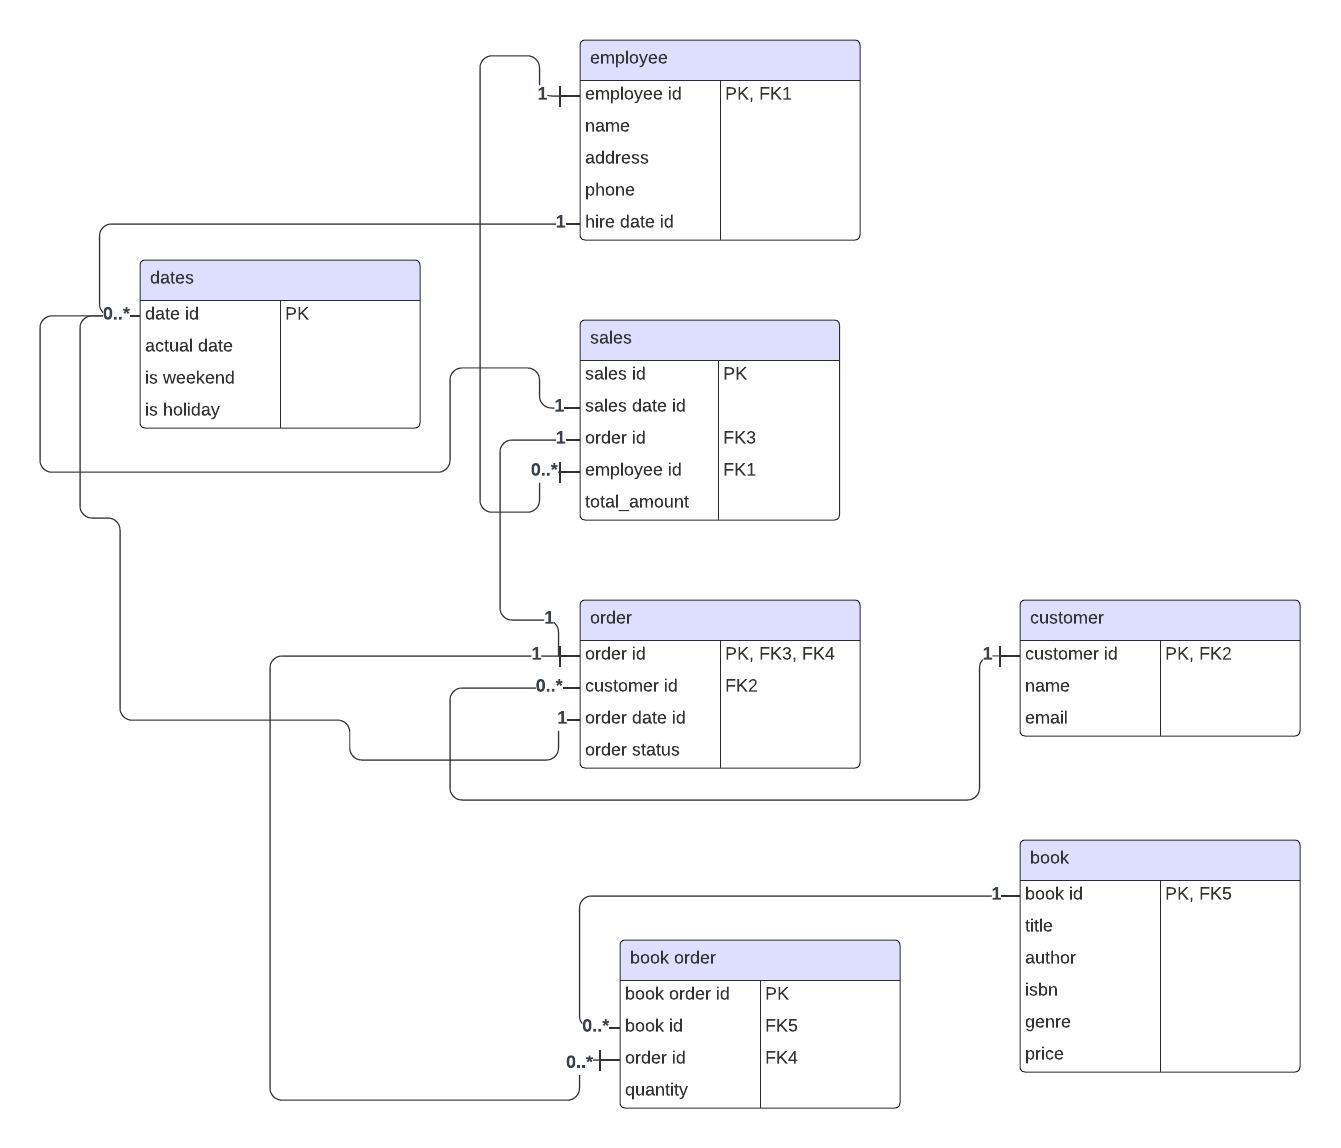 employee
1 employee id PK, FK1
name
address
phone
1 hire date id
dates
0..* date id PK
actual date
is weekend
is holiday
sales
sales id PK
1 sales date id
1 order id FK3
0..* employee id FK1
total_amount
order
1
1 order id PK, FK3, FK4
0..* customer id FK2
1 order date id
order status
customer
1 customer id PK, FK2
name
email
book
1 book id PK, FK5
title
author
isbn
genre
price
book order
book order id PK
0..* book id FK5
0..* order id FK4
quantity